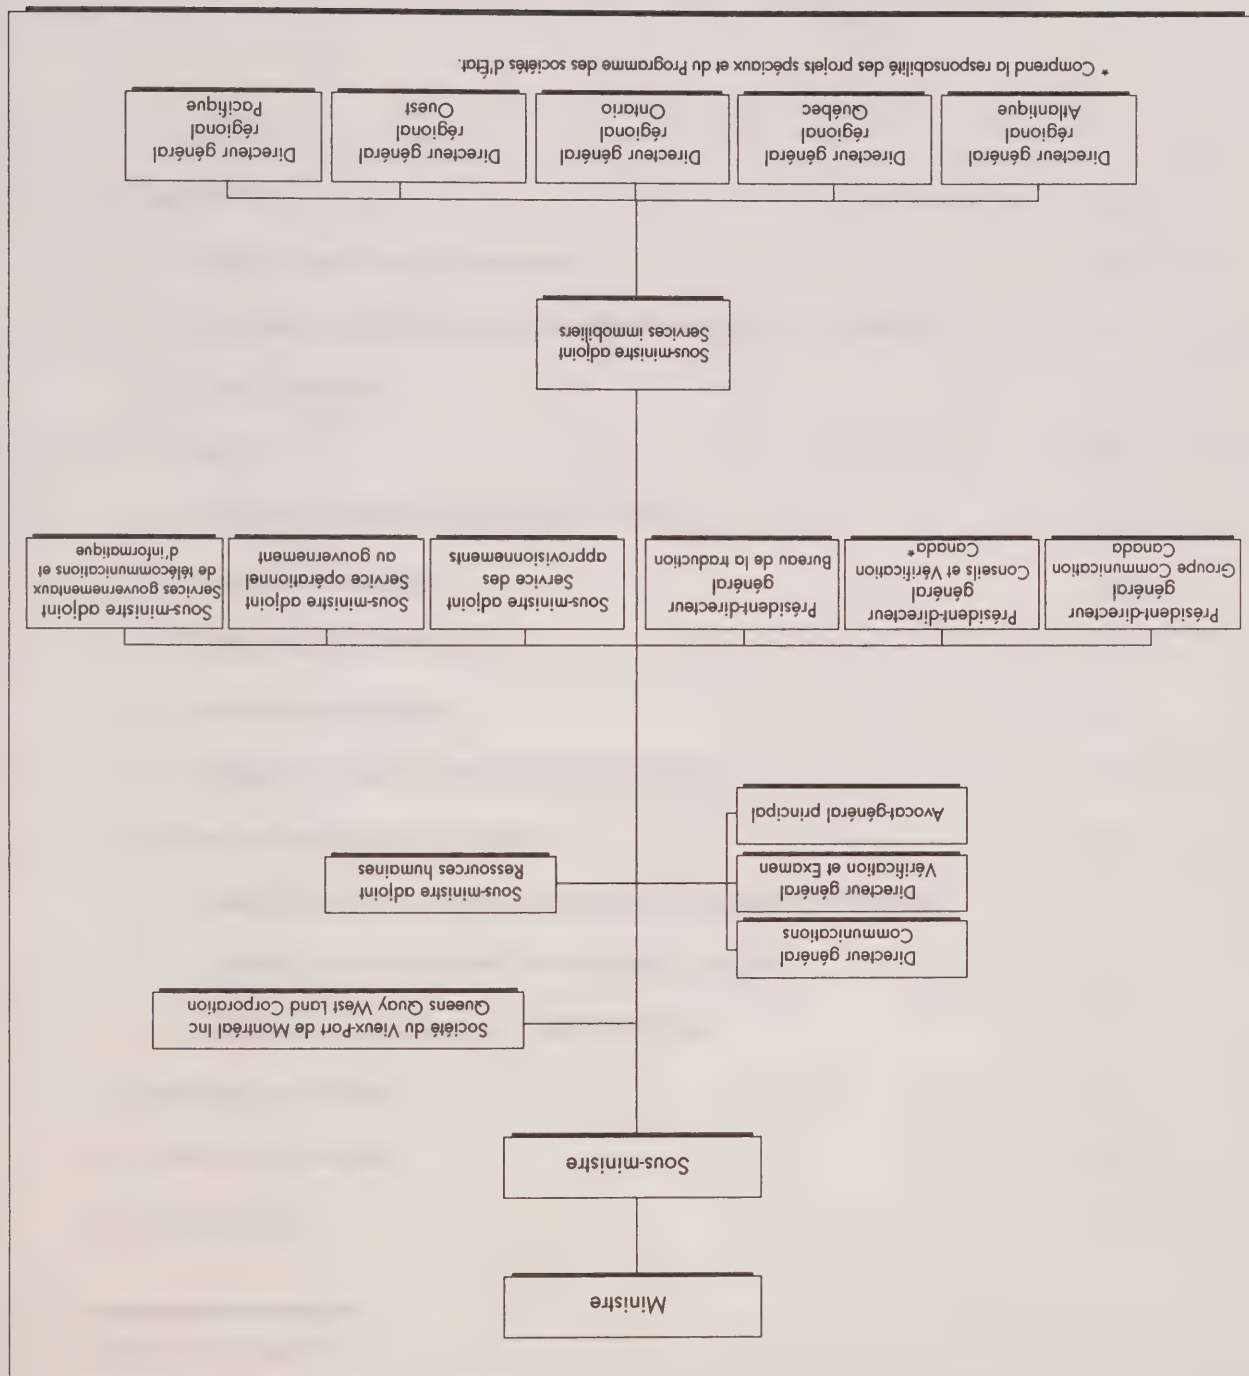 Ministre
Sous-ministre
Société du Vieux-Port de Montréal Inc
Queens Quay West Land Corporation
Directeur général
Communications
Directeur général
Vérification et Examen
Avocat-général principal
Sous-ministre adjoint
Ressources humaines
Président-directeur
général
Groupe Communication
Canada
Président-directeur
général
Conseils et Vérification
Canada*
Président-directeur
général
Bureau de la traduction
Sous-ministre adjoint
Service des
approvisionnements
Sous-ministre adjoint
Service opérationnel
au gouvernement
Sous-ministre adjoint
Services gouvernementaux
de télécommunications et
d'informatique
Sous-ministre adjoint
Services immobiliers
Directeur général
régional
Atlantique
Directeur général
régional
Québec
Directeur général
régional
Ontario
Directeur général
régional
Ouest
Directeur général
régional
Pacifique
* Comprend la responsabilité des projets spéciaux et du Programme des sociétés d'État.